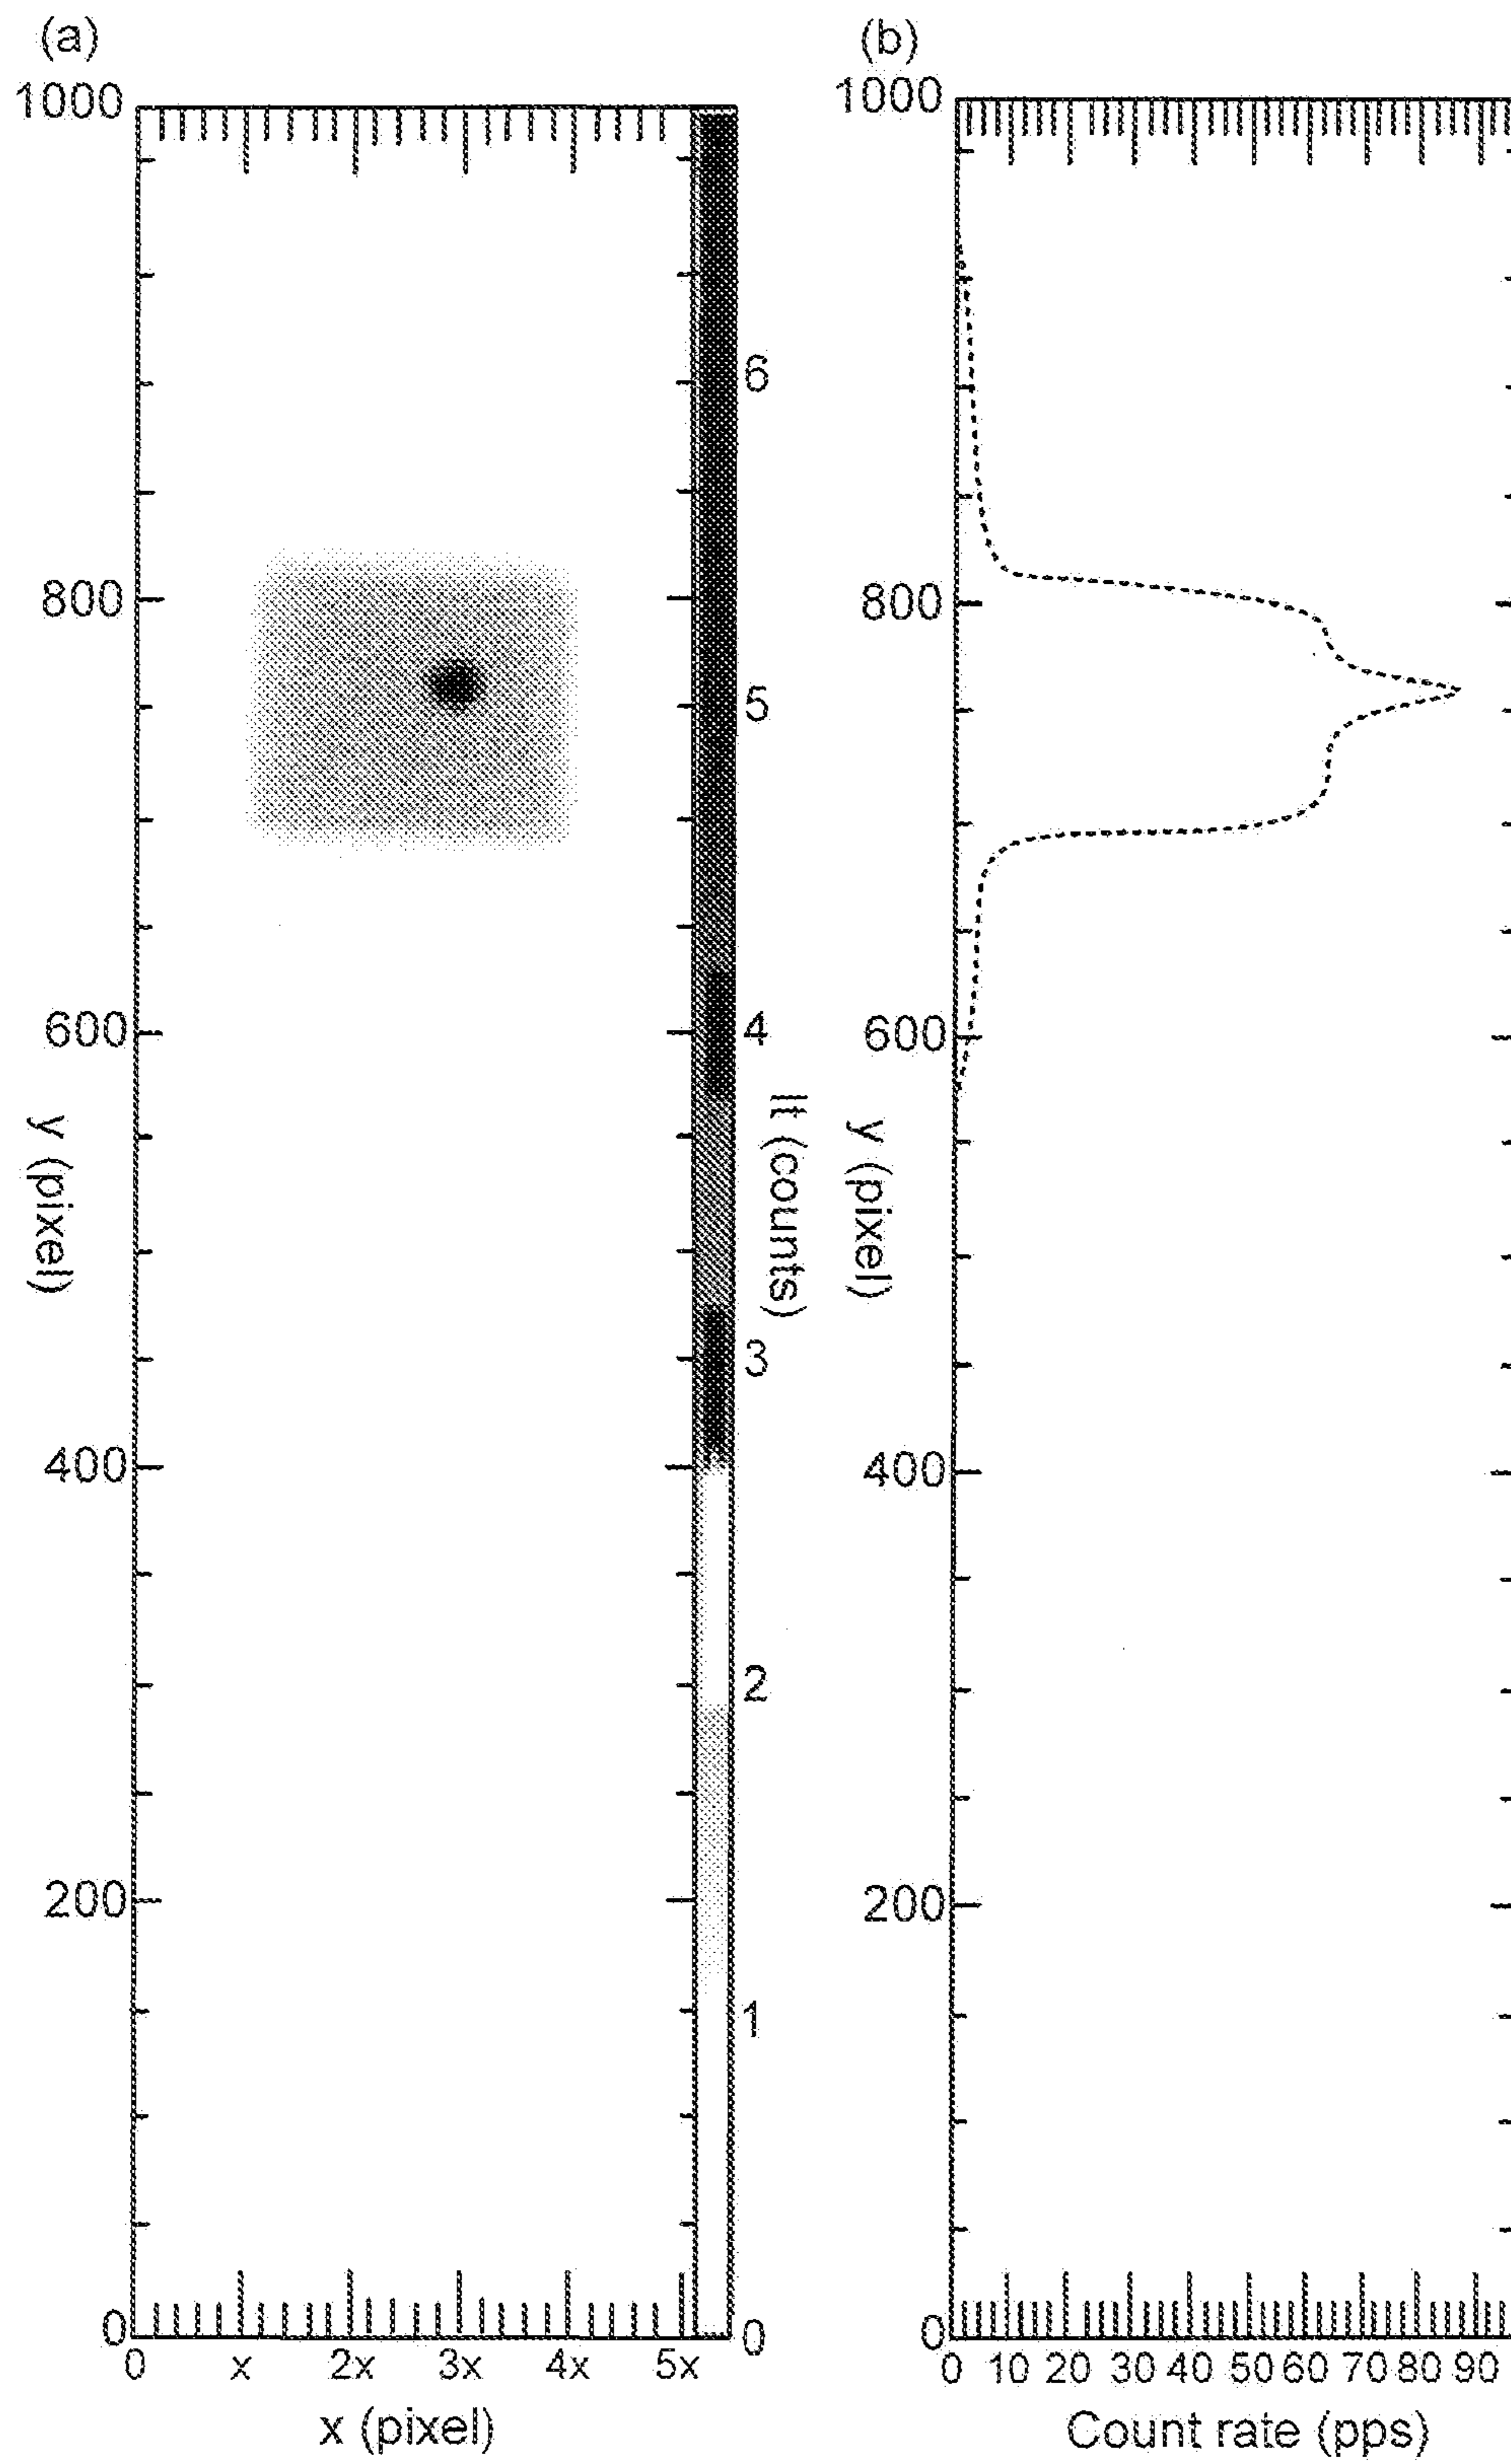 (a)
1000
800
600
400
200
0
y (pixel)
0 x 2x 3x 4x 5x
x (pixel)
6
5
4
3
2
1
0
It (counts)
(b)
1000
800
600
400
200
0
y (pixel)
0 10 20 30 40 50 60 70 80 90
Count rate (pps)